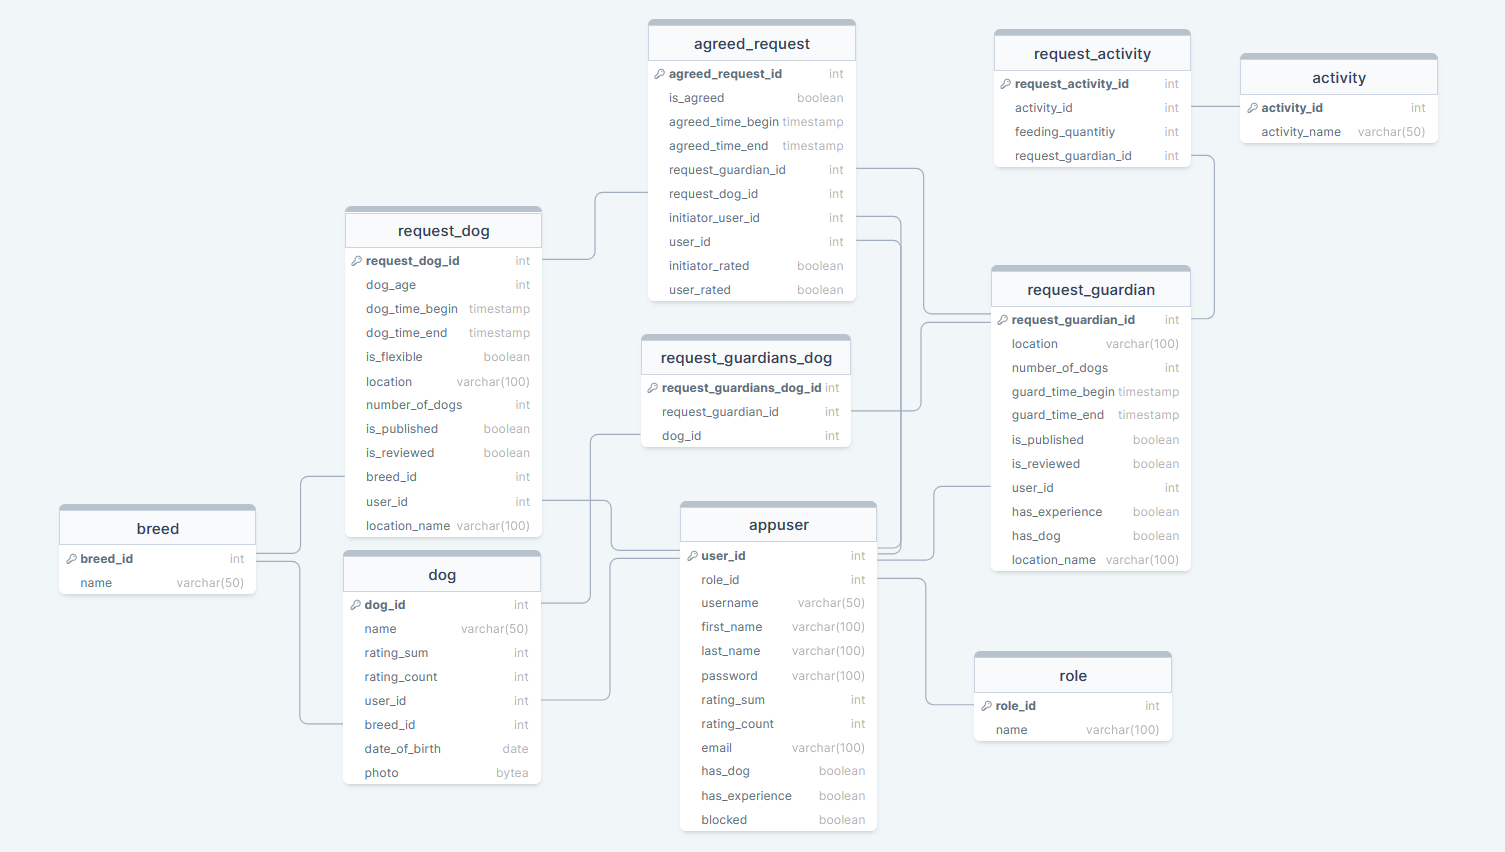 agreed_request
agreed_request_id int
is_agreed boolean
agreed_time_begin timestamp
agreed_time_end timestamp
request_guardian_id int
request_dog_id int
initiator_user_id int
user_id int
initiator_rated boolean
user_rated boolean
request_activity
request_activity_id int
activity_id int
feeding_quantitiy int
request_guardian_id int
activity
activity_id int
activity_name varchar(50)
request_dog
request_dog_id int
dog_age int
dog_time_begin timestamp
dog_time_end timestamp
is_flexible boolean
location varchar(100)
number_of_dogs int
is_published boolean
is_reviewed boolean
breed_id int
user_id int
location_name varchar(100)
request_guardian
request_guardian_id int
location varchar(100)
number_of_dogs int
guard_time_begin timestamp
guard_time_end timestamp
is_published boolean
is_reviewed boolean
user_id int
has_experience boolean
has_dog boolean
location_name varchar(100)
request_guardians_dog
request_guardians_dog_id int
request_guardian_id int
dog_id int
breed
breed_id int
name varchar(50)
dog
dog_id int
name varchar(50)
rating_sum int
rating_count int
user_id int
breed_id int
date_of_birth date
photo bytea
appuser
user_id int
role_id int
username varchar(50)
first_name varchar(100)
last_name varchar(100)
password varchar(100)
rating_sum int
rating_count int
email varchar(100)
has_dog boolean
has_experience boolean
blocked boolean
role
role_id int
name varchar(100)